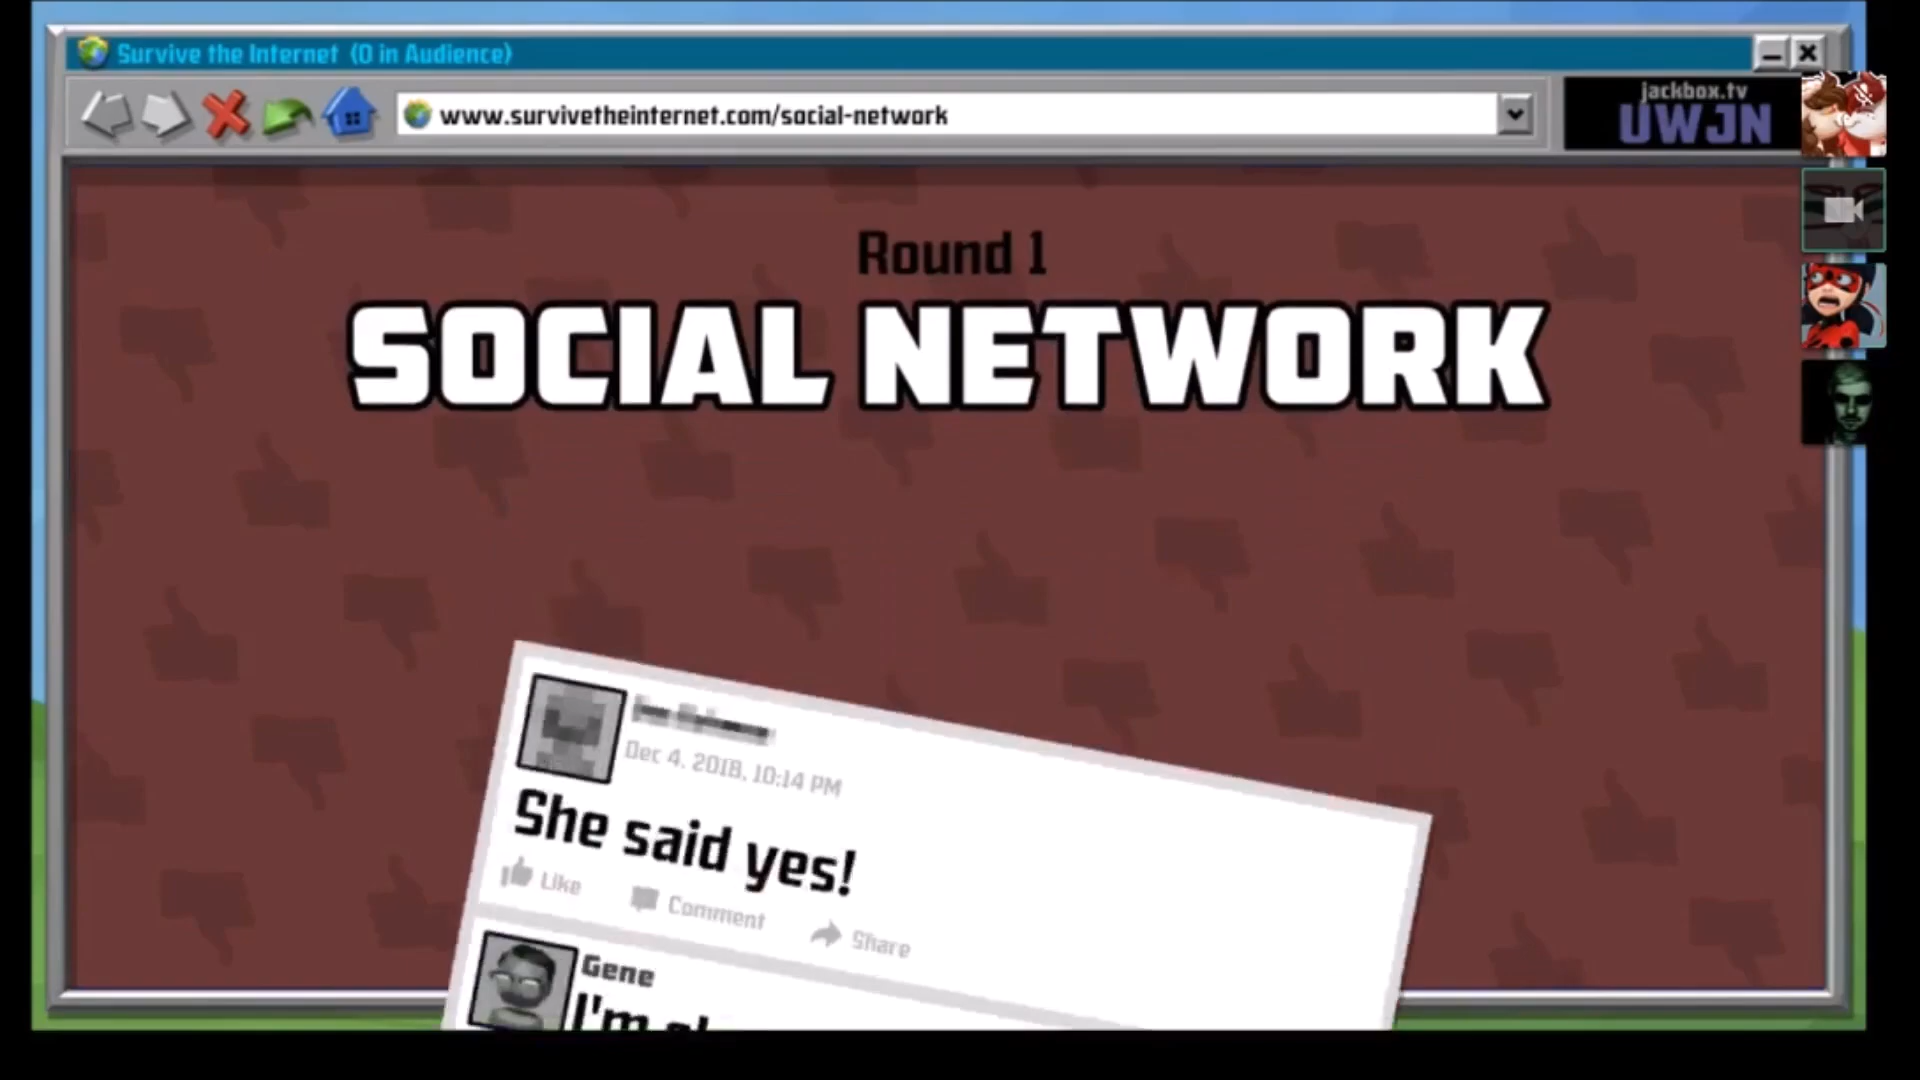 Survive the Internet (0 in Audience)
www.survivetheinternet.com/social-network
jackbox.tv
UWJN
Round 1
SOCIAL NETWORK
Dec 4, 2018, 10:14 PM
She said yes!
Like Comment Share
Gene
I'm